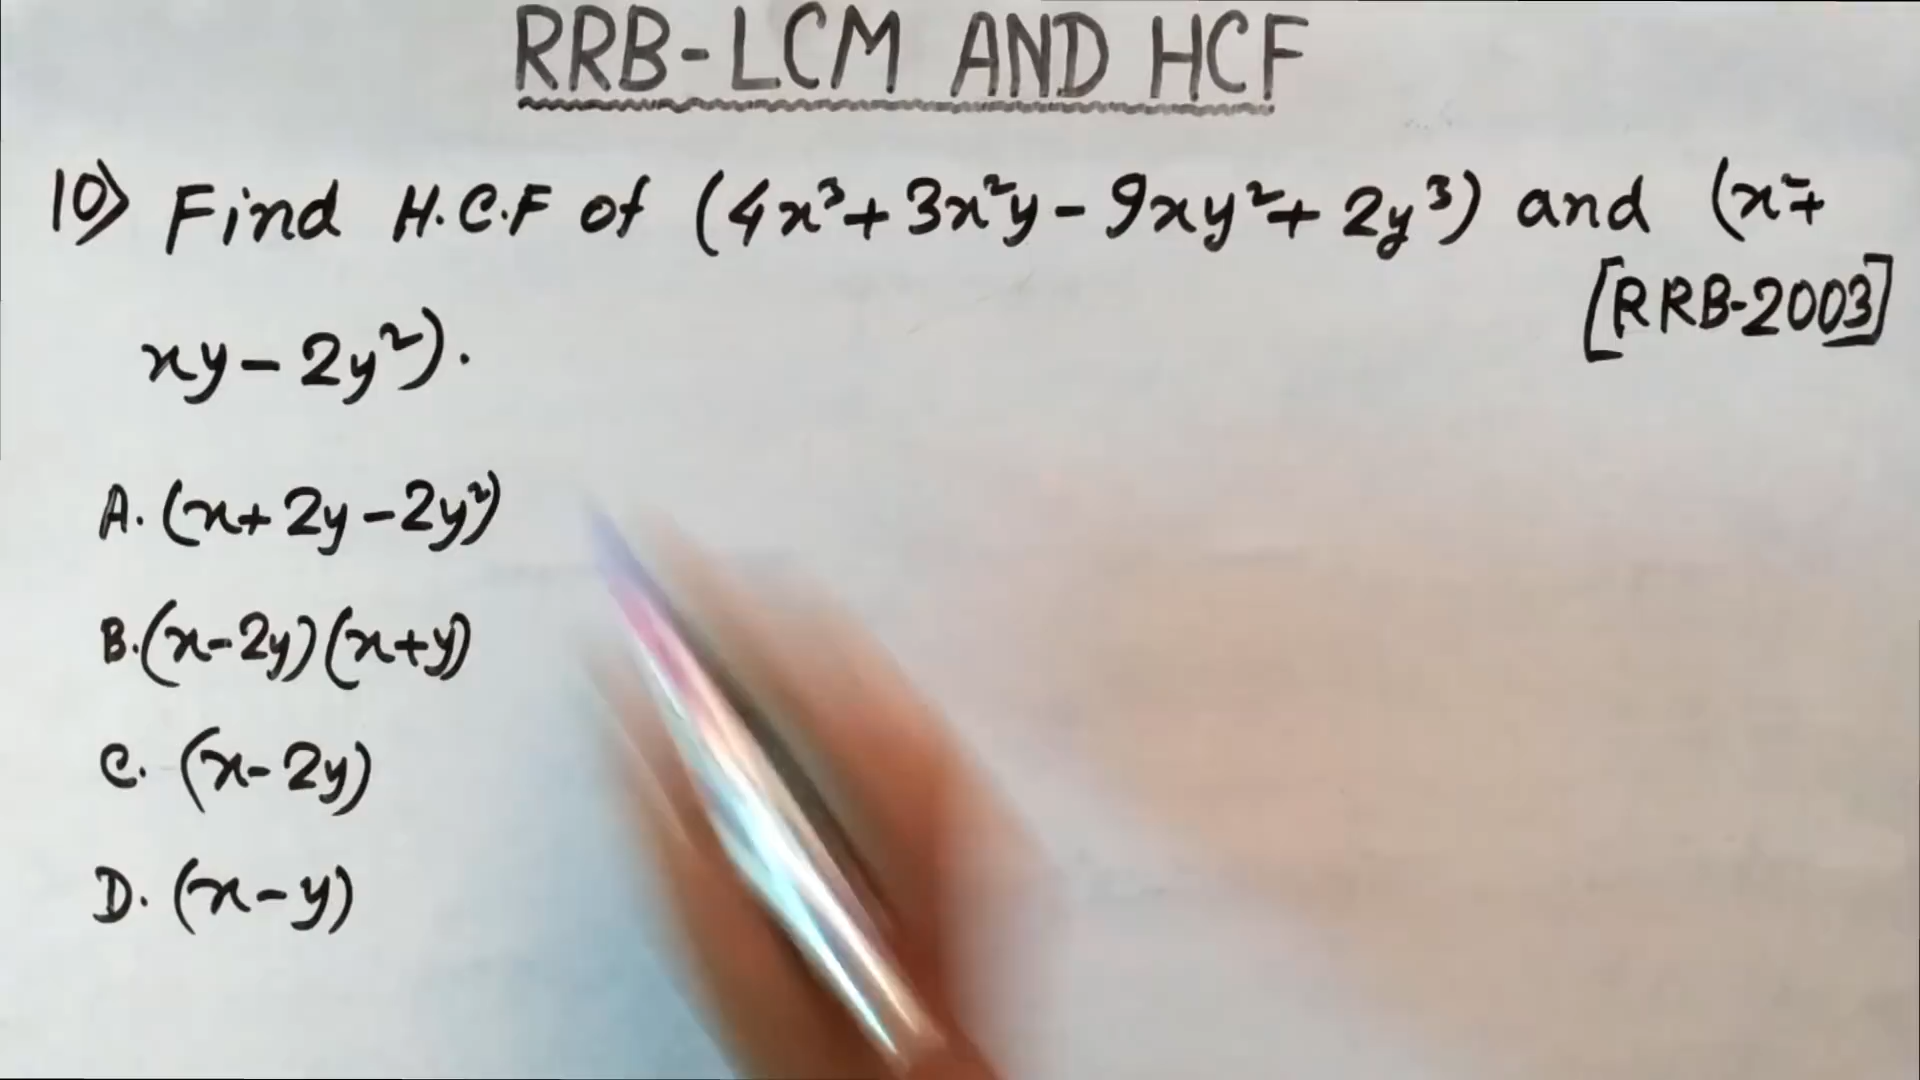 RRB-LCM AND HCF
10) Find H.C.F of (4x³+3x²y-9xy²+2y³) and (x²+
[RRB-2003]
xy-2y²).
A. (x+2y-2y²)
B. (x-2y)(x+y)
C. (x-2y)
D. (x-y)